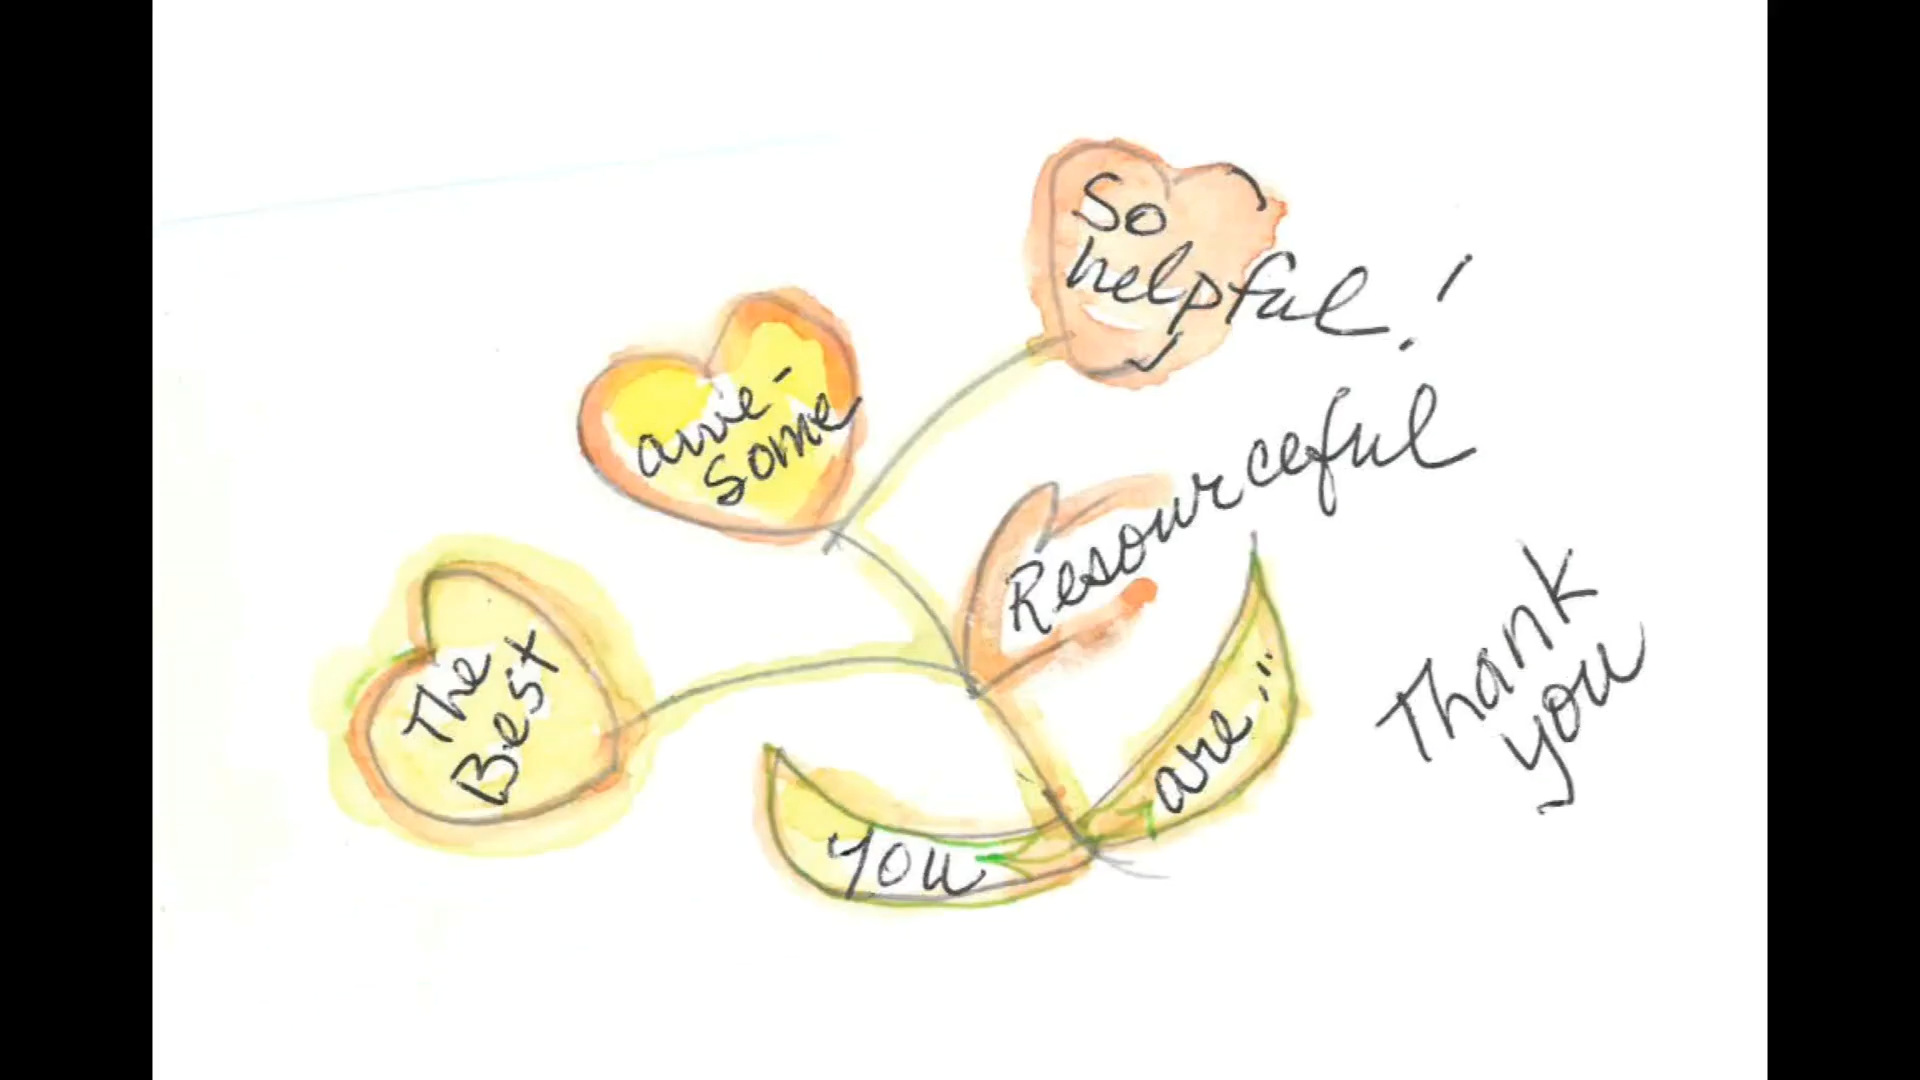 So
helpful!
awe-
some
Resourceful
The
Best
Thank
you
you
are...